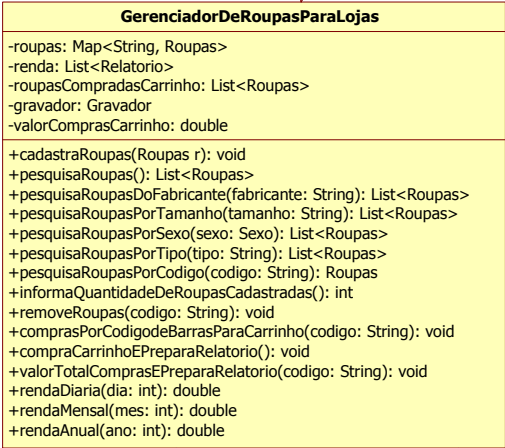 GerenciadorDeRoupasParaLojas
-roupas: Map<String, Roupas>
-renda: List<Relatorio>
-roupasCompradasCarrinho: List<Roupas>
-gravador: Gravador
-valorComprasCarrinho: double
+cadastraRoupas(Roupas r): void
+pesquisaRoupas(): List<Roupas>
+pesquisaRoupasDoFabricante(fabricante: String): List<Roupas>
+pesquisaRoupasPorTamanho(tamanho: String): List<Roupas>
+pesquisaRoupasPorSexo(sexo: Sexo): List<Roupas>
+pesquisaRoupasPorTipo(tipo: String): List<Roupas>
+pesquisaRoupasPorCodigo(codigo: String): Roupas
+informaQuantidadeDeRoupasCadastradas(): int
+removeRoupas(codigo: String): void
+comprasPorCodigodeBarrasParaCarrinho(codigo: String): void
+compraCarrinhoEPreparaRelatorio(): void
+valorTotalComprasEPreparaRelatorio(codigo: String): void
+rendaDiaria(dia: int): double
+rendaMensal(mes: int): double
+rendaAnual(ano: int): double